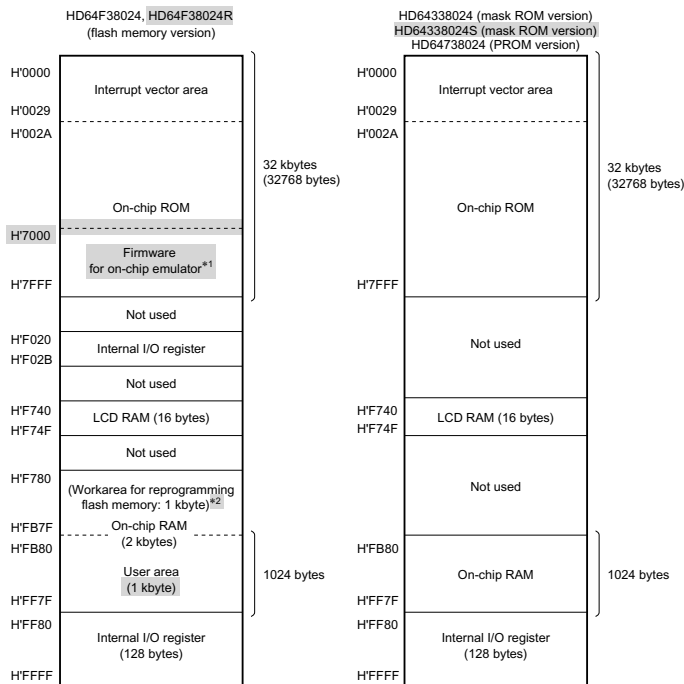 HD64F38024, HD64F38024R
(flash memory version)
H'0000
Interrupt vector area
H'0029
H'002A
32 kbytes
(32768 bytes)
On-chip ROM
H'7000
Firmware
for on-chip emulator*1
H'7FFF
Not used
H'F020
Internal I/O register
H'F02B
Not used
H'F740
LCD RAM (16 bytes)
H'F74F
Not used
H'F780
(Workarea for reprogramming
flash memory: 1 kbyte)*2
H'FB7F
On-chip RAM
(2 kbytes)
H'FB80
User area
(1 kbyte)
1024 bytes
H'FF7F
H'FF80
Internal I/O register
(128 bytes)
H'FFFF
HD64338024 (mask ROM version)
HD64338024S (mask ROM version)
HD64738024 (PROM version)
H'0000
Interrupt vector area
H'0029
H'002A
32 kbytes
(32768 bytes)
On-chip ROM
H'7FFF
Not used
H'F740
LCD RAM (16 bytes)
H'F74F
Not used
H'FB80
On-chip RAM
1024 bytes
H'FF7F
H'FF80
Internal I/O register
(128 bytes)
H'FFFF